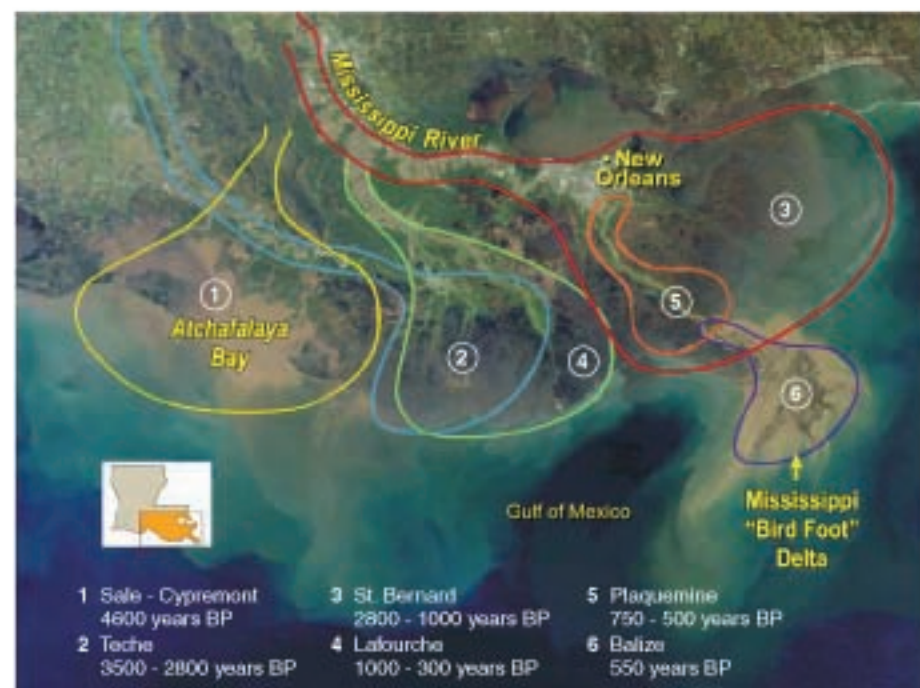 Mississippi River
New
Orleans
3
1
Atchafalaya
Bay
5
2
4
6
Gulf of Mexico
Mississippi
"Bird Foot"
Delta
1 Sale - Cypremont
4600 years BP
2 Teche
3500 - 2800 years BP
3 St. Bernard
2800 - 1000 years BP
4 Lafourche
1000 - 300 years BP
5 Plaquemine
750 - 500 years BP
6 Balize
550 years BP